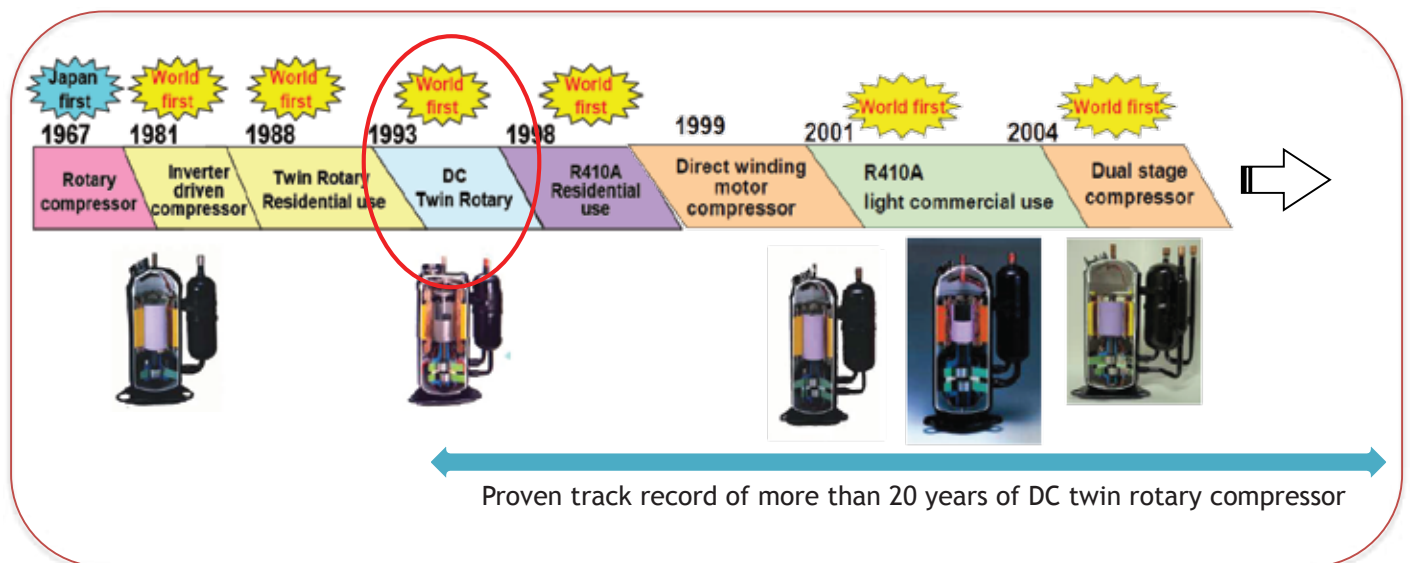 Japan
first
World
first
World
first
World
first
World
first
World first
World first
1967
1981
1988
1993
1998
1999
2001
2004
Rotary
compressor
Inverter
driven
compressor
Twin Rotary
Residential use
DC
Twin Rotary
R410A
Residential
use
Direct winding
motor
compressor
R410A
light commercial use
Dual stage
compressor
Proven track record of more than 20 years of DC twin rotary compressor